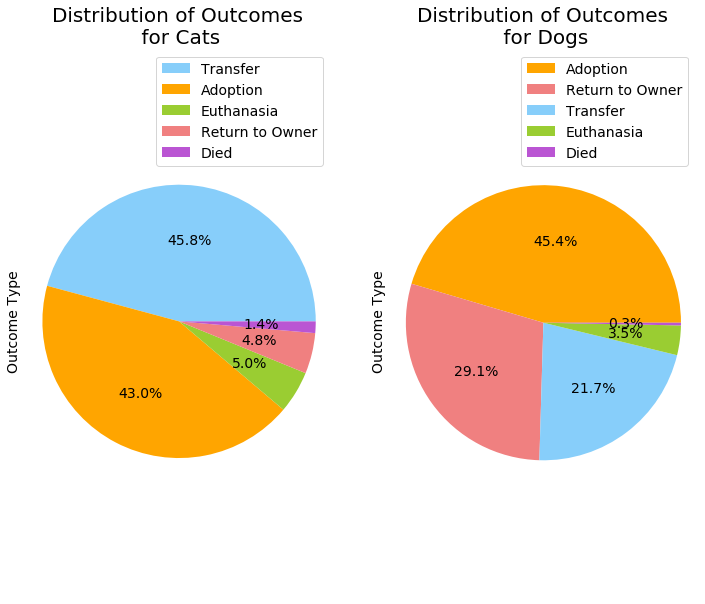 Distribution of Outcomes
for Cats
Transfer
Adoption
Euthanasia
Return to Owner
Died
45.8%
1.4%
4.8%
5.0%
43.0%
Outcome Type
Distribution of Outcomes
for Dogs
Adoption
Return to Owner
Transfer
Euthanasia
Died
45.4%
0.3%
3.5%
29.1%
21.7%
Outcome Type